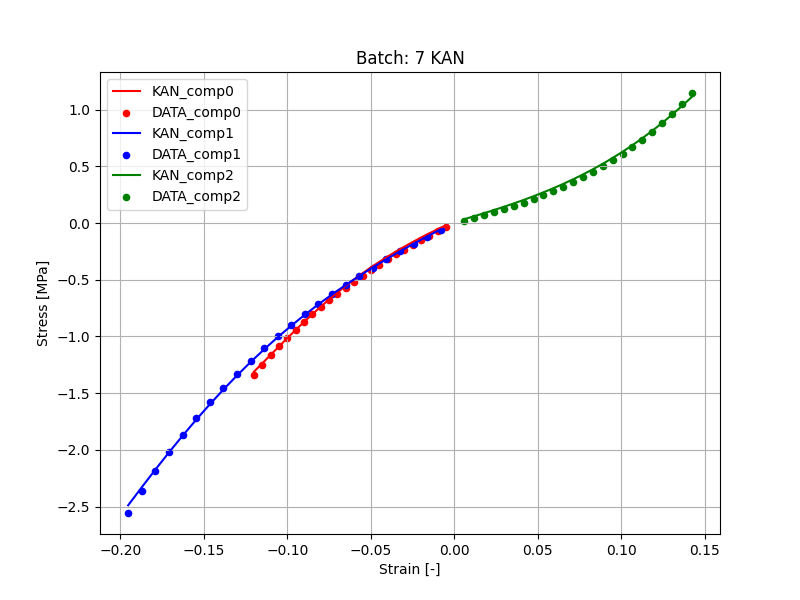 Batch: 7 KAN
KAN_comp0
DATA_comp0
KAN_comp1
DATA_comp1
KAN_comp2
DATA_comp2
1.0
0.5
0.0
−0.5
−1.0
−1.5
−2.0
−2.5
Stress [MPa]
−0.20 −0.15 −0.10 −0.05 0.00 0.05 0.10 0.15
Strain [-]